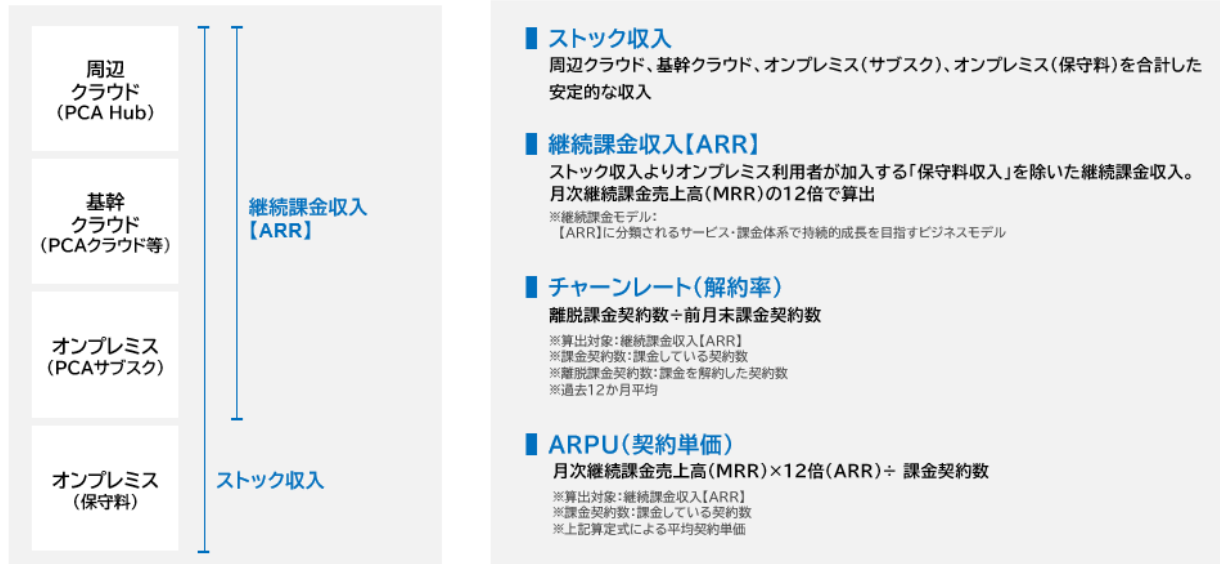 周辺
クラウド
(PCA Hub)
基幹
クラウド
(PCAクラウド等)
オンプレミス
(PCAサブスク)
オンプレミス
(保守料)
継続課金収入
【ARR】
ストック収入
ストック収入
周辺クラウド、基幹クラウド、オンプレミス(サブスク)、オンプレミス(保守料)を合計した
安定的な収入
継続課金収入【ARR】
ストック収入よりオンプレミス利用者が加入する「保守料収入」を除いた継続課金収入。
月次継続課金売上高(MRR)の12倍で算出
※継続課金モデル:
【ARR】に分類されるサービス・課金体系で持続的成長を目指すビジネスモデル
チャーンレート(解約率)
離脱課金契約数÷前月末課金契約数
※算出対象:継続課金収入【ARR】
※課金契約数:課金している契約数
※離脱課金契約数:課金を解約した契約数
※過去12か月平均
ARPU(契約単価)
月次継続課金売上高(MRR)×12倍(ARR)÷ 課金契約数
※算出対象:継続課金収入【ARR】
※課金契約数:課金している契約数
※上記算定式による平均契約単価